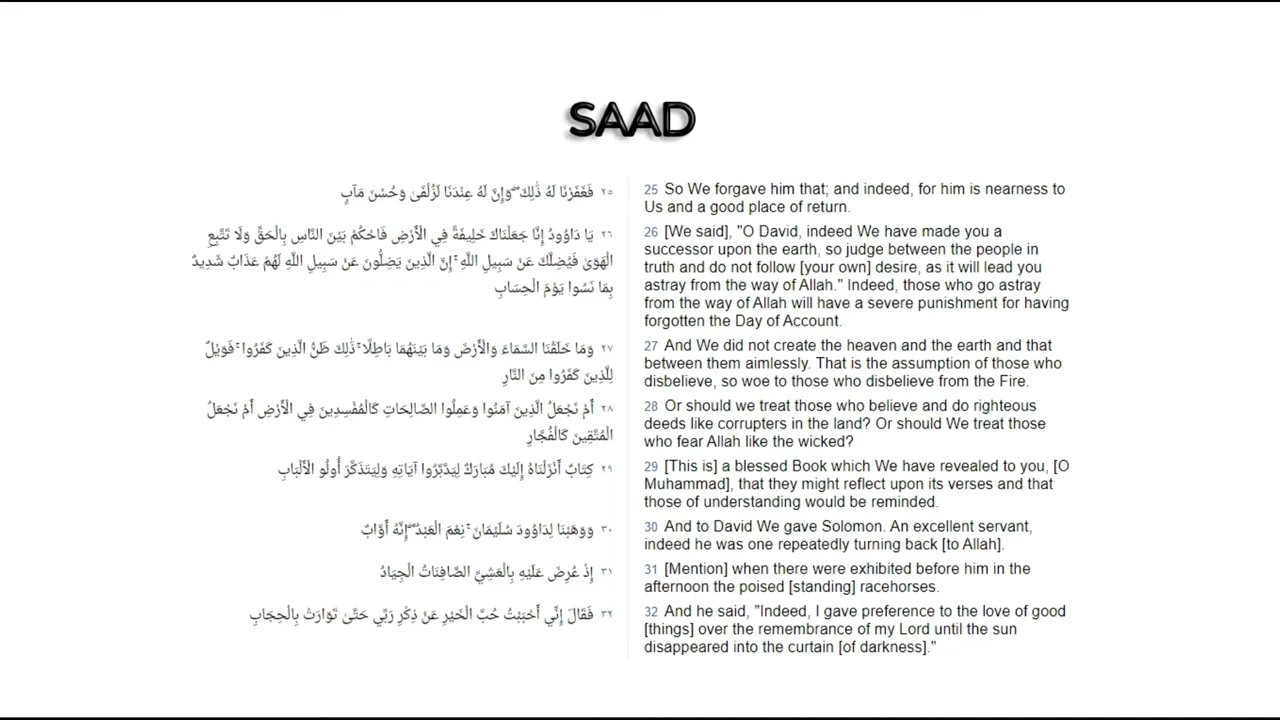 SAAD
٢٥ فَغَفَرْنَا لَهُ ذَٰلِكَ ۖ وَإِنَّ لَهُ عِنْدَنَا لَزُلْفَىٰ وَحُسْنَ مَآبٍ
٢٦ يَا دَاوُودُ إِنَّا جَعَلْنَاكَ خَلِيفَةً فِي الْأَرْضِ فَاحْكُمْ بَيْنَ النَّاسِ بِالْحَقِّ وَلَا تَتَّبِعِ
الْهَوَىٰ فَيُضِلَّكَ عَنْ سَبِيلِ اللَّهِ ۚ إِنَّ الَّذِينَ يَضِلُّونَ عَنْ سَبِيلِ اللَّهِ لَهُمْ عَذَابٌ شَدِيدٌ
بِمَا نَسُوا يَوْمَ الْحِسَابِ
٢٧ وَمَا خَلَقْنَا السَّمَاءَ وَالْأَرْضَ وَمَا بَيْنَهُمَا بَاطِلًا ۚ ذَٰلِكَ ظَنُّ الَّذِينَ كَفَرُوا ۚ فَوَيْلٌ
لِلَّذِينَ كَفَرُوا مِنَ النَّارِ
٢٨ أَمْ نَجْعَلُ الَّذِينَ آمَنُوا وَعَمِلُوا الصَّالِحَاتِ كَالْمُفْسِدِينَ فِي الْأَرْضِ أَمْ نَجْعَلُ
الْمُتَّقِينَ كَالْفُجَّارِ
٢٩ كِتَابٌ أَنْزَلْنَاهُ إِلَيْكَ مُبَارَكٌ لِيَدَّبَّرُوا آيَاتِهِ وَلِيَتَذَكَّرَ أُولُو الْأَلْبَابِ
٣٠ وَوَهَبْنَا لِدَاوُودَ سُلَيْمَانَ ۚ نِعْمَ الْعَبْدُ ۖ إِنَّهُ أَوَّابٌ
٣١ إِذْ عُرِضَ عَلَيْهِ بِالْعَشِيِّ الصَّافِنَاتُ الْجِيَادُ
٣٢ فَقَالَ إِنِّي أَحْبَبْتُ حُبَّ الْخَيْرِ عَنْ ذِكْرِ رَبِّي حَتَّىٰ تَوَارَتْ بِالْحِجَابِ
25 So We forgave him that; and indeed, for him is nearness to
Us and a good place of return.
26 [We said], "O David, indeed We have made you a
successor upon the earth, so judge between the people in
truth and do not follow [your own] desire, as it will lead you
astray from the way of Allah." Indeed, those who go astray
from the way of Allah will have a severe punishment for having
forgotten the Day of Account.
27 And We did not create the heaven and the earth and that
between them aimlessly. That is the assumption of those who
disbelieve, so woe to those who disbelieve from the Fire.
28 Or should we treat those who believe and do righteous
deeds like corrupters in the land? Or should We treat those
who fear Allah like the wicked?
29 [This is] a blessed Book which We have revealed to you, [O
Muhammad], that they might reflect upon its verses and that
those of understanding would be reminded.
30 And to David We gave Solomon. An excellent servant,
indeed he was one repeatedly turning back [to Allah].
31 [Mention] when there were exhibited before him in the
afternoon the poised [standing] racehorses.
32 And he said, "Indeed, I gave preference to the love of good
[things] over the remembrance of my Lord until the sun
disappeared into the curtain [of darkness]."